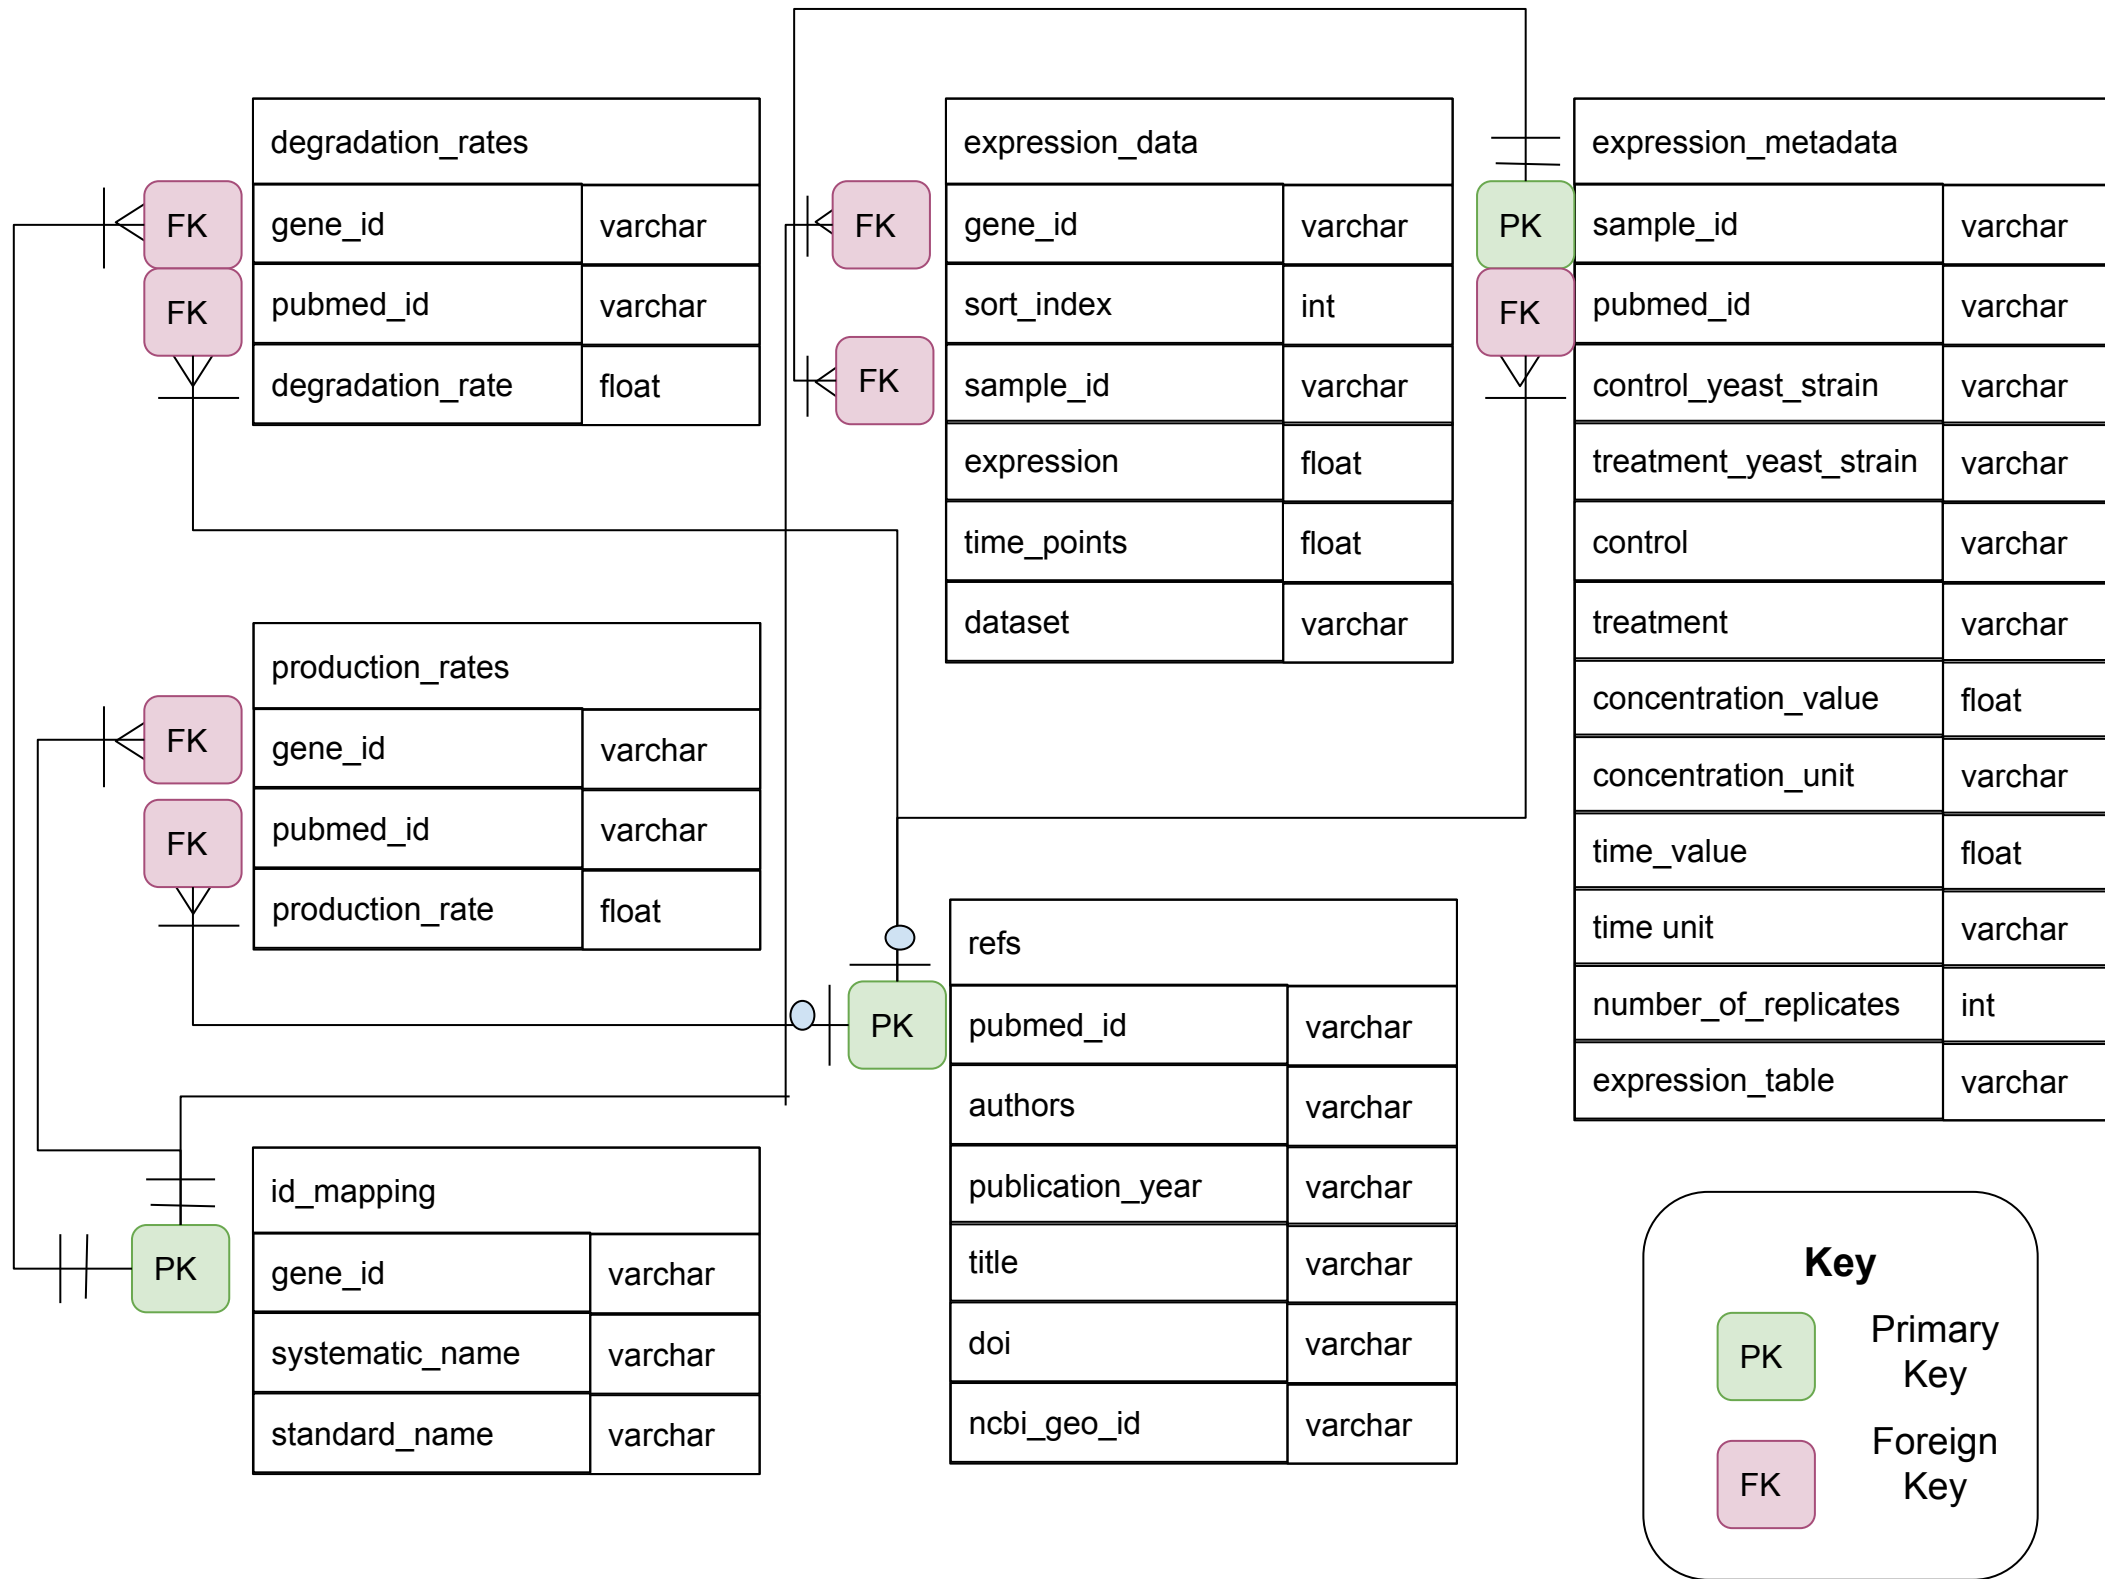 degradation_rates
FK gene_id varchar
FK pubmed_id varchar
degradation_rate float
expression_data
FK gene_id varchar
sort_index int
FK sample_id varchar
expression float
time_points float
dataset varchar
expression_metadata
PK sample_id varchar
FK pubmed_id varchar
control_yeast_strain varchar
treatment_yeast_strain varchar
control varchar
treatment varchar
concentration_value float
concentration_unit varchar
time_value float
time unit varchar
number_of_replicates int
expression_table varchar
production_rates
FK gene_id varchar
FK pubmed_id varchar
production_rate float
refs
PK pubmed_id varchar
authors varchar
publication_year varchar
title varchar
doi varchar
ncbi_geo_id varchar
id_mapping
PK gene_id varchar
systematic_name varchar
standard_name varchar
Key
PK Primary
Key
FK Foreign
Key